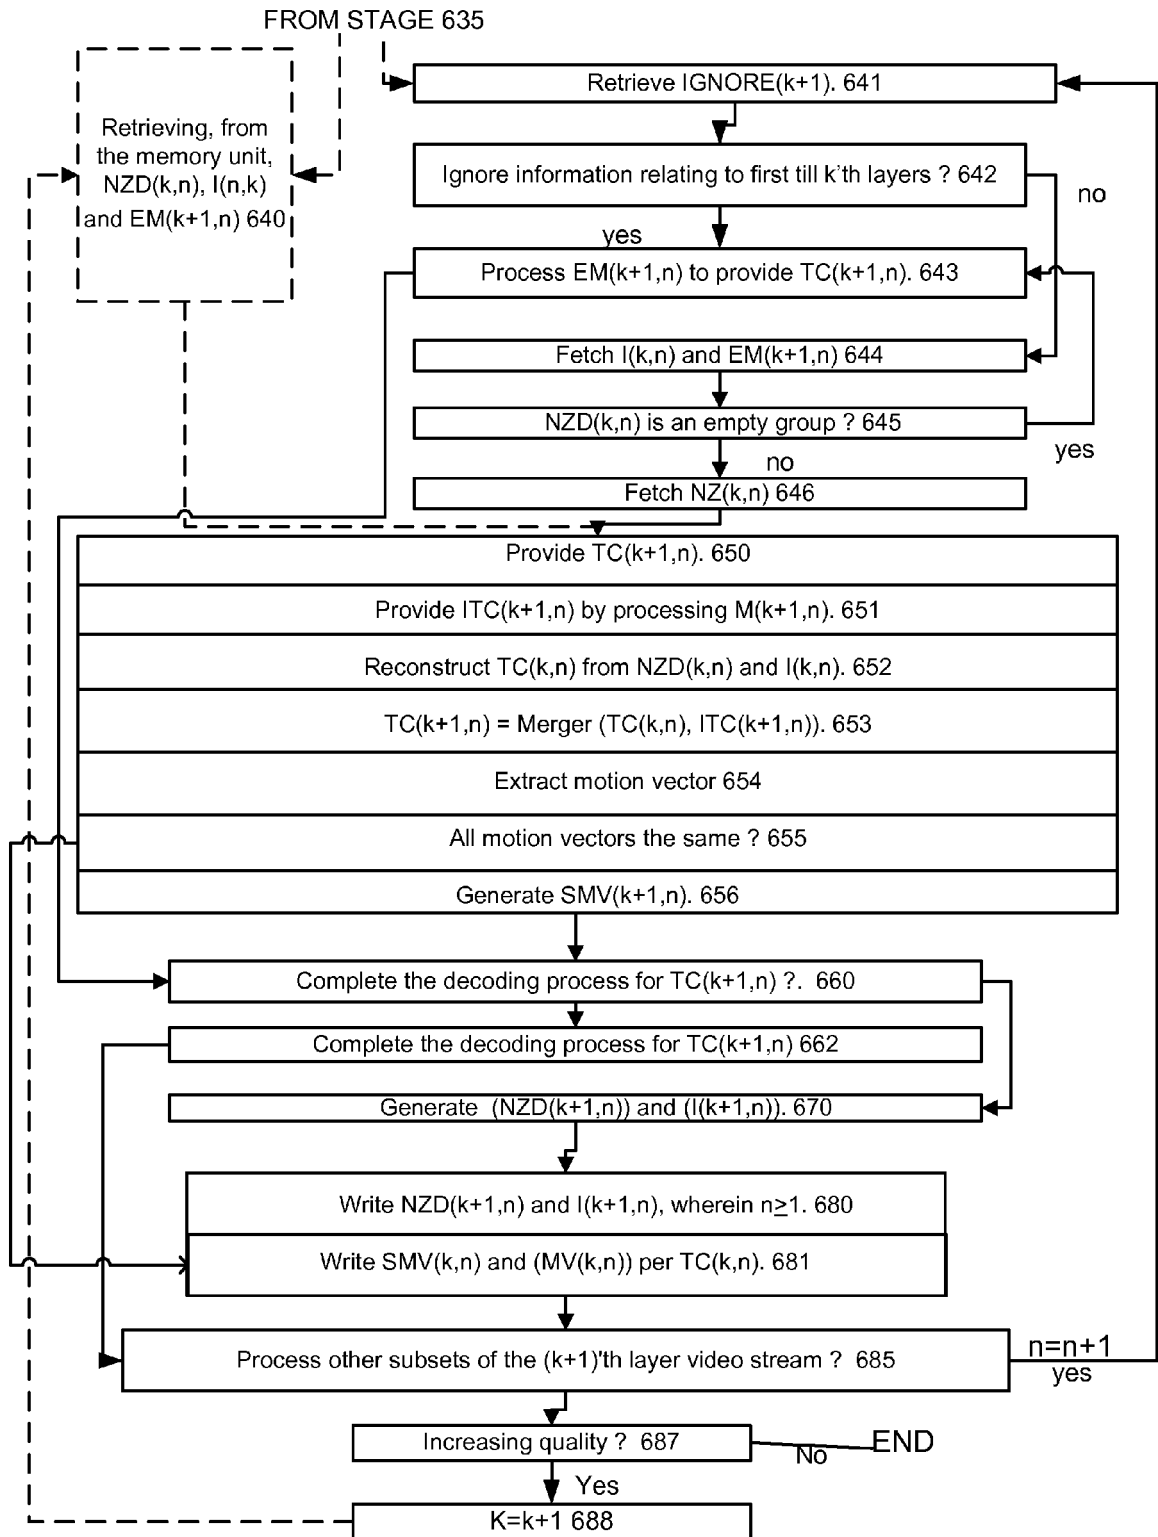 FROM STAGE 635
Retrieve IGNORE(k+1). 641
Retrieving, from
the memory unit,
NZD(k,n), I(n,k)
and EM(k+1,n) 640
Ignore information relating to first till k'th layers ? 642
no
yes
Process EM(k+1,n) to provide TC(k+1,n). 643
Fetch I(k,n) and EM(k+1,n) 644
NZD(k,n) is an empty group ? 645
yes
no
Fetch NZ(k,n) 646
Provide TC(k+1,n). 650
Provide ITC(k+1,n) by processing M(k+1,n). 651
Reconstruct TC(k,n) from NZD(k,n) and I(k,n). 652
TC(k+1,n) = Merger (TC(k,n), ITC(k+1,n)). 653
Extract motion vector 654
All motion vectors the same ? 655
Generate SMV(k+1,n). 656
Complete the decoding process for TC(k+1,n) ?. 660
Complete the decoding process for TC(k+1,n) 662
Generate (NZD(k+1,n)) and (I(k+1,n)). 670
Write NZD(k+1,n) and I(k+1,n), wherein n≥1. 680
Write SMV(k,n) and (MV(k,n)) per TC(k,n). 681
Process other subsets of the (k+1)'th layer video stream ? 685
n=n+1
yes
Increasing quality ? 687
No
END
Yes
K=k+1 688